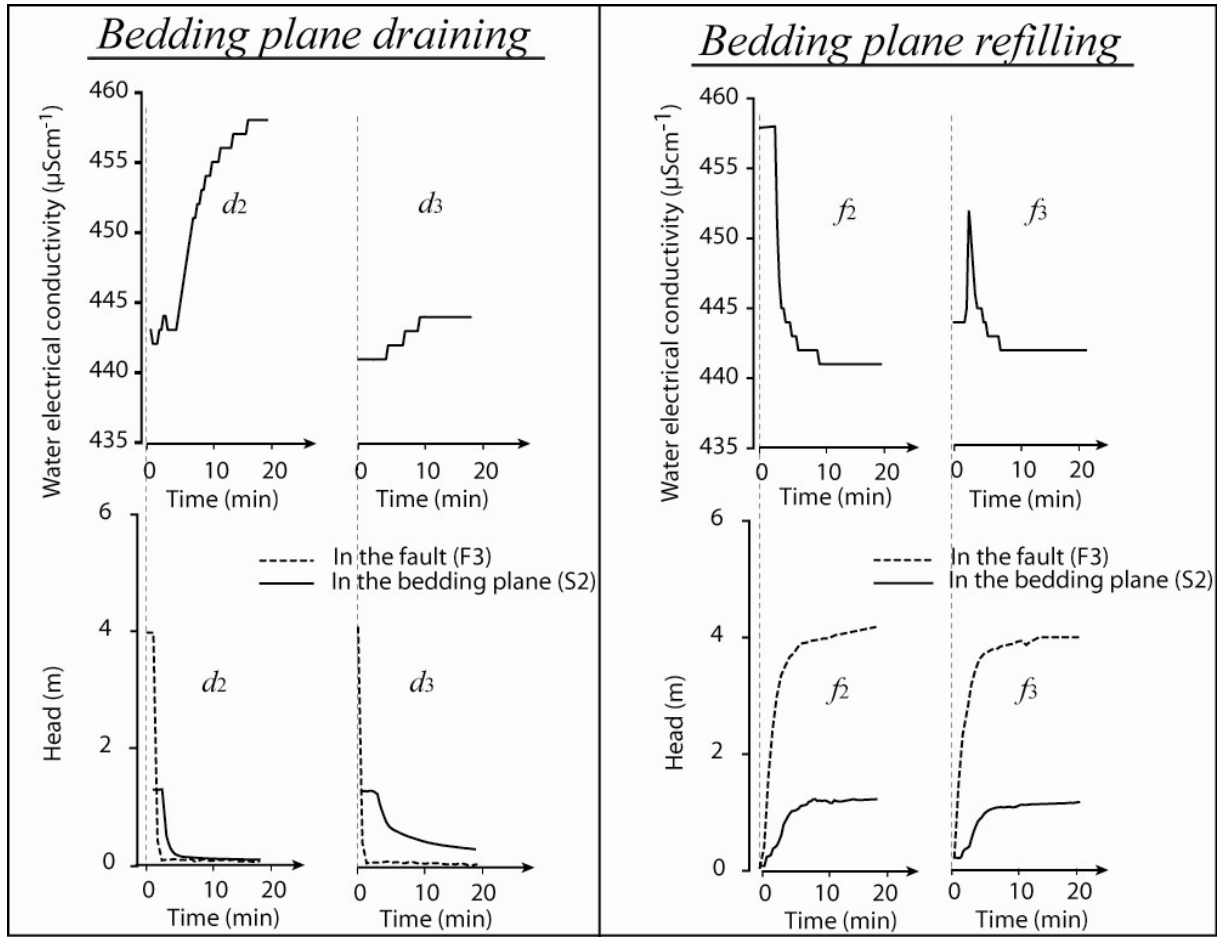 Bedding plane draining
Water electrical conductivity (µScm-1)
460
455
450
445
440
435
d2
d3
0 10 20
Time (min)
0 10 20
Time (min)
In the fault (F3)
In the bedding plane (S2)
Head (m)
6
4
2
0
d2
d3
0 10 20
Time (min)
0 10 20
Time (min)
Bedding plane refilling
Water electrical conductivity (µScm-1)
460
455
450
445
440
435
f2
f3
0 10 20
Time (min)
0 10 20
Time (min)
In the fault (F3)
In the bedding plane (S2)
Head (m)
6
4
2
0
f2
f3
0 10 20
Time (min)
0 10 20
Time (min)